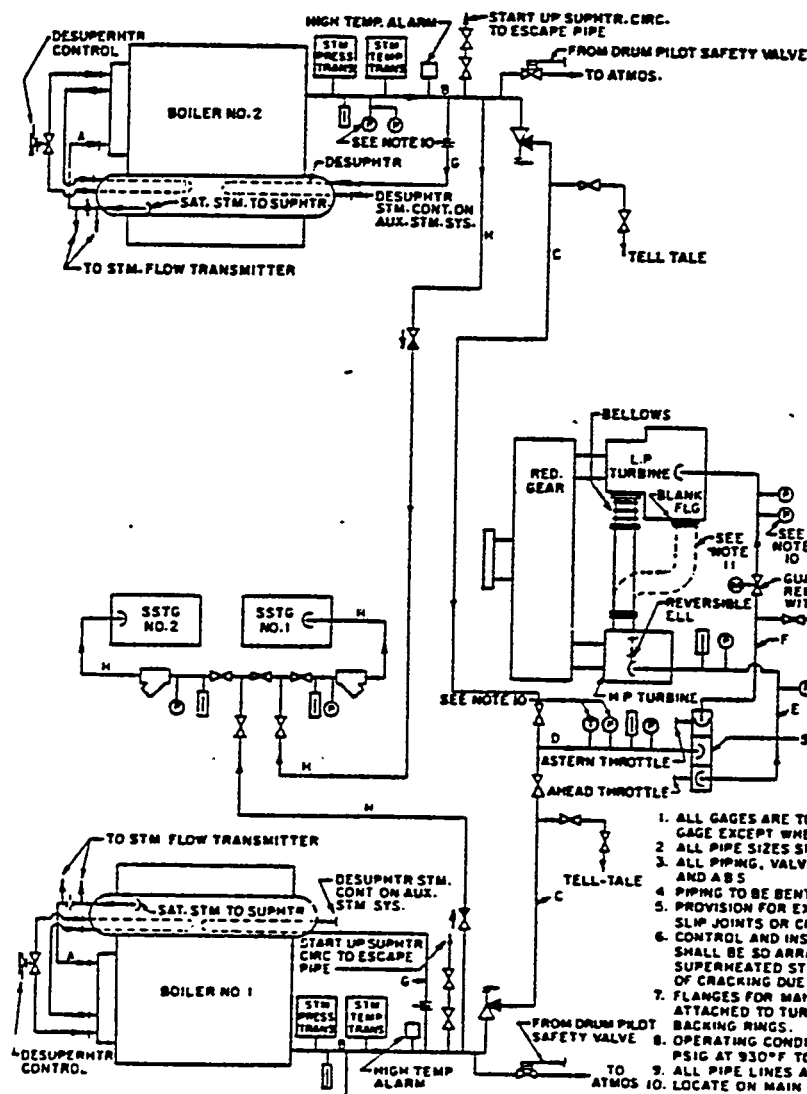 DESUPERHTR
CONTROL
HIGH TEMP. ALARM
START UP SUPHTR. CIRC.
TO ESCAPE PIPE
FROM DRUM PILOT SAFETY VALVE
TO ATMOS.
STM
PRESS
TRANS
STM
TEMP
TRANS
BOILER NO. 2
B
A
P
P
SEE NOTE 10
G
DESUPHTR
SAT. STM. TO SUPHTR
DESUPHTR
STM. CONT. ON
AUX. STM. SYS.
TO STM. FLOW TRANSMITTER
H
C
TELL TALE
BELLOWS
L.P
TURBINE
RED.
GEAR
BLANK
FLG
SEE
NOTE
11
P
P
SEE
NOTE
10
REVERSIBLE
ELL
F
H.P TURBINE
P
E
SSTG
NO. 2
SSTG
NO. 1
H
H
P
P
SEE NOTE 10
T
P
P
D
ASTERN THROTTLE
AHEAD THROTTLE
H
H
TELL-TALE
C
TO STM FLOW TRANSMITTER
SAT. STM TO SUPHTR
DESUPHTR STM.
CONT ON AUX.
STM SYS.
START UP SUPHTR
CIRC TO ESCAPE
PIPE
A
G
BOILER NO 1
STM
PRESS
TRANS
STM
TEMP
TRANS
B
DESUPERHTR
CONTROL
HIGH TEMP
ALARM
FROM DRUM PILOT
SAFETY VALVE
TO
ATMOS
1. ALL GAGES ARE
GAGE EXCEPT
2 ALL PIPE SIZES
3. ALL PIPING,
AND A B S
4 PIPING TO BE BENT
5. PROVISION FOR
SLIP JOINTS OR
6. CONTROL AND
SHALL BE SO
SUPERHEATED
OF CRACKING DUE
7. FLANGES FOR
ATTACHED TO
BACKING RINGS.
8. OPERATING
PSIG AT 930°F TO
9. ALL PIPE LINES
10. LOCATE ON MAIN